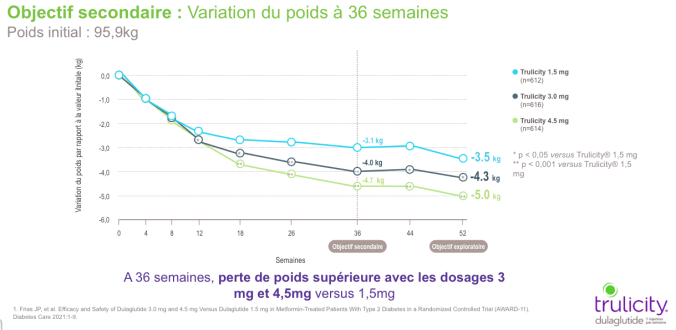 Objectif secondaire : Variation du poids à 36 semaines
Poids initial : 95,9kg
Variation du poids par rapport à la valeur initiale (kg)
0,0
-1,0
-2,0
-3,0
-4,0
-5,0
-6,0
-3.1 kg
-4.0 kg
-4.7 kg
-3.5 kg
-4.3 kg
-5.0 kg
0 4 8 12 18 26 36 44 52
Objectif secondaire
Objectif exploratoire
Semaines
Trulicity 1.5 mg
(n=612)
Trulicity 3.0 mg
(n=616)
Trulicity 4.5 mg
(n=614)
* p < 0,05 versus Trulicity® 1,5 mg
** p < 0,001 versus Trulicity® 1,5
mg
A 36 semaines, perte de poids supérieure avec les dosages 3
mg et 4,5mg versus 1,5mg
1. Frias JP, et al. Efficacy and Safety of Dulaglutide 3.0 mg and 4.5 mg Versus Dulaglutide 1.5 mg in Metformin-Treated Patients With Type 2 Diabetes in a Randomized Controlled Trial (AWARD-11).
Diabetes Care 2021:1-9.
trulicity
dulaglutide